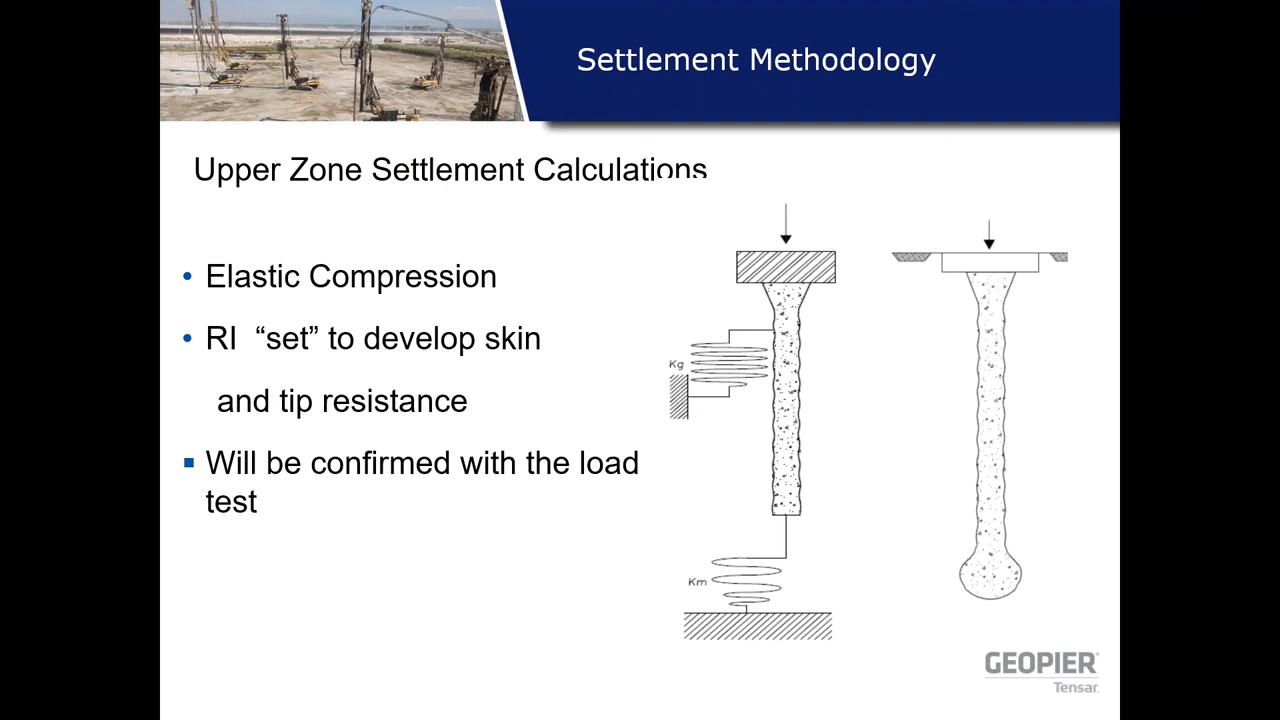 Settlement Methodology
Upper Zone Settlement Calculations
• Elastic Compression
• RI “set” to develop skin
and tip resistance
▪ Will be confirmed with the load
test
Kg
Km
GEOPIER®
Tensar.